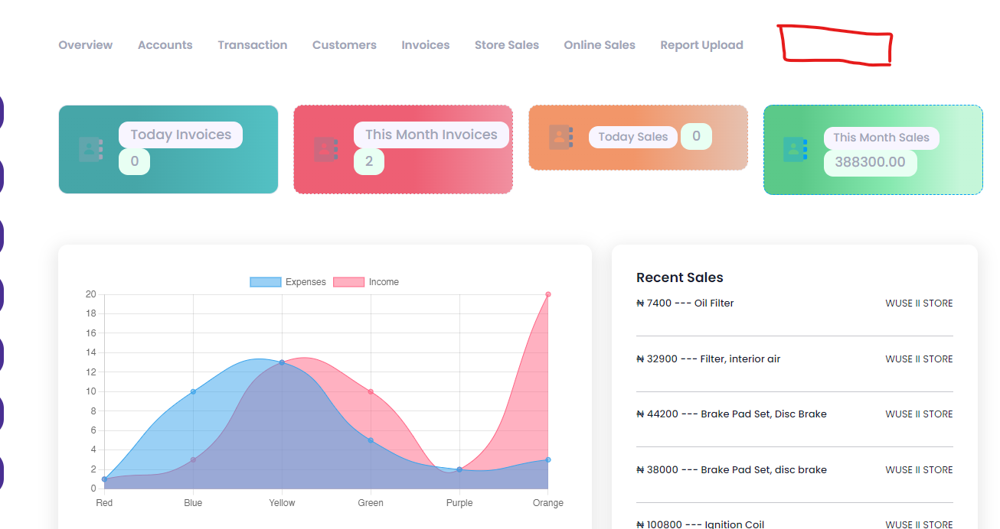 Overview Accounts Transaction Customers Invoices Store Sales Online Sales Report Upload
Today Invoices
0
This Month Invoices
2
Today Sales 0
This Month Sales
388300.00
Expenses Income
20
18
16
14
12
10
8
6
4
2
0
Red Blue Yellow Green Purple Orange
Recent Sales
₦ 7400 --- Oil Filter WUSE II STORE
₦ 32900 --- Filter, interior air WUSE II STORE
₦ 44200 --- Brake Pad Set, Disc Brake WUSE II STORE
₦ 38000 --- Brake Pad Set, disc brake WUSE II STORE
₦ 100800 --- Ignition Coil WUSE II STORE